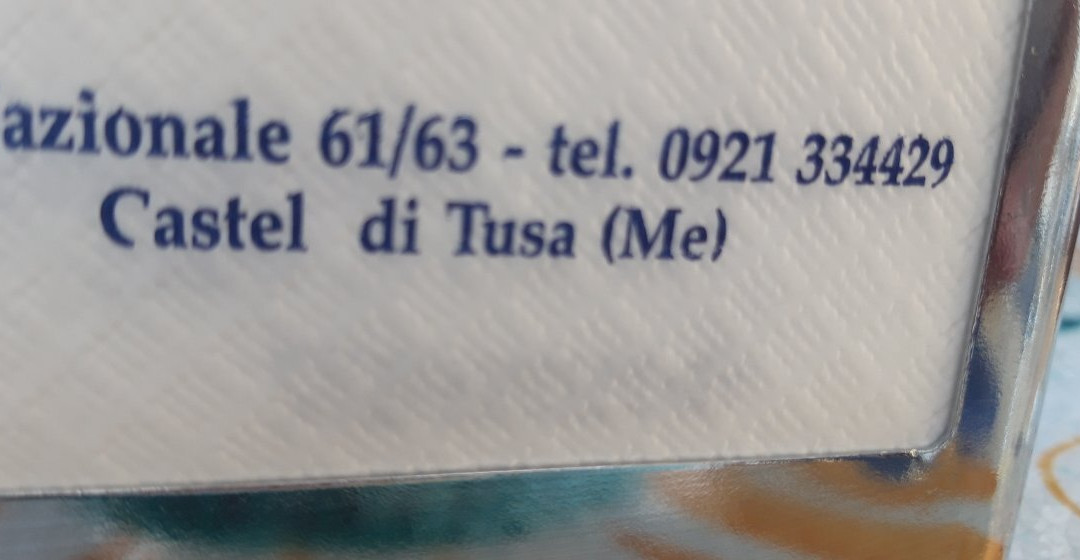 azionale 61/63 - tel. 0921 334429
Castel di Tusa (Me)